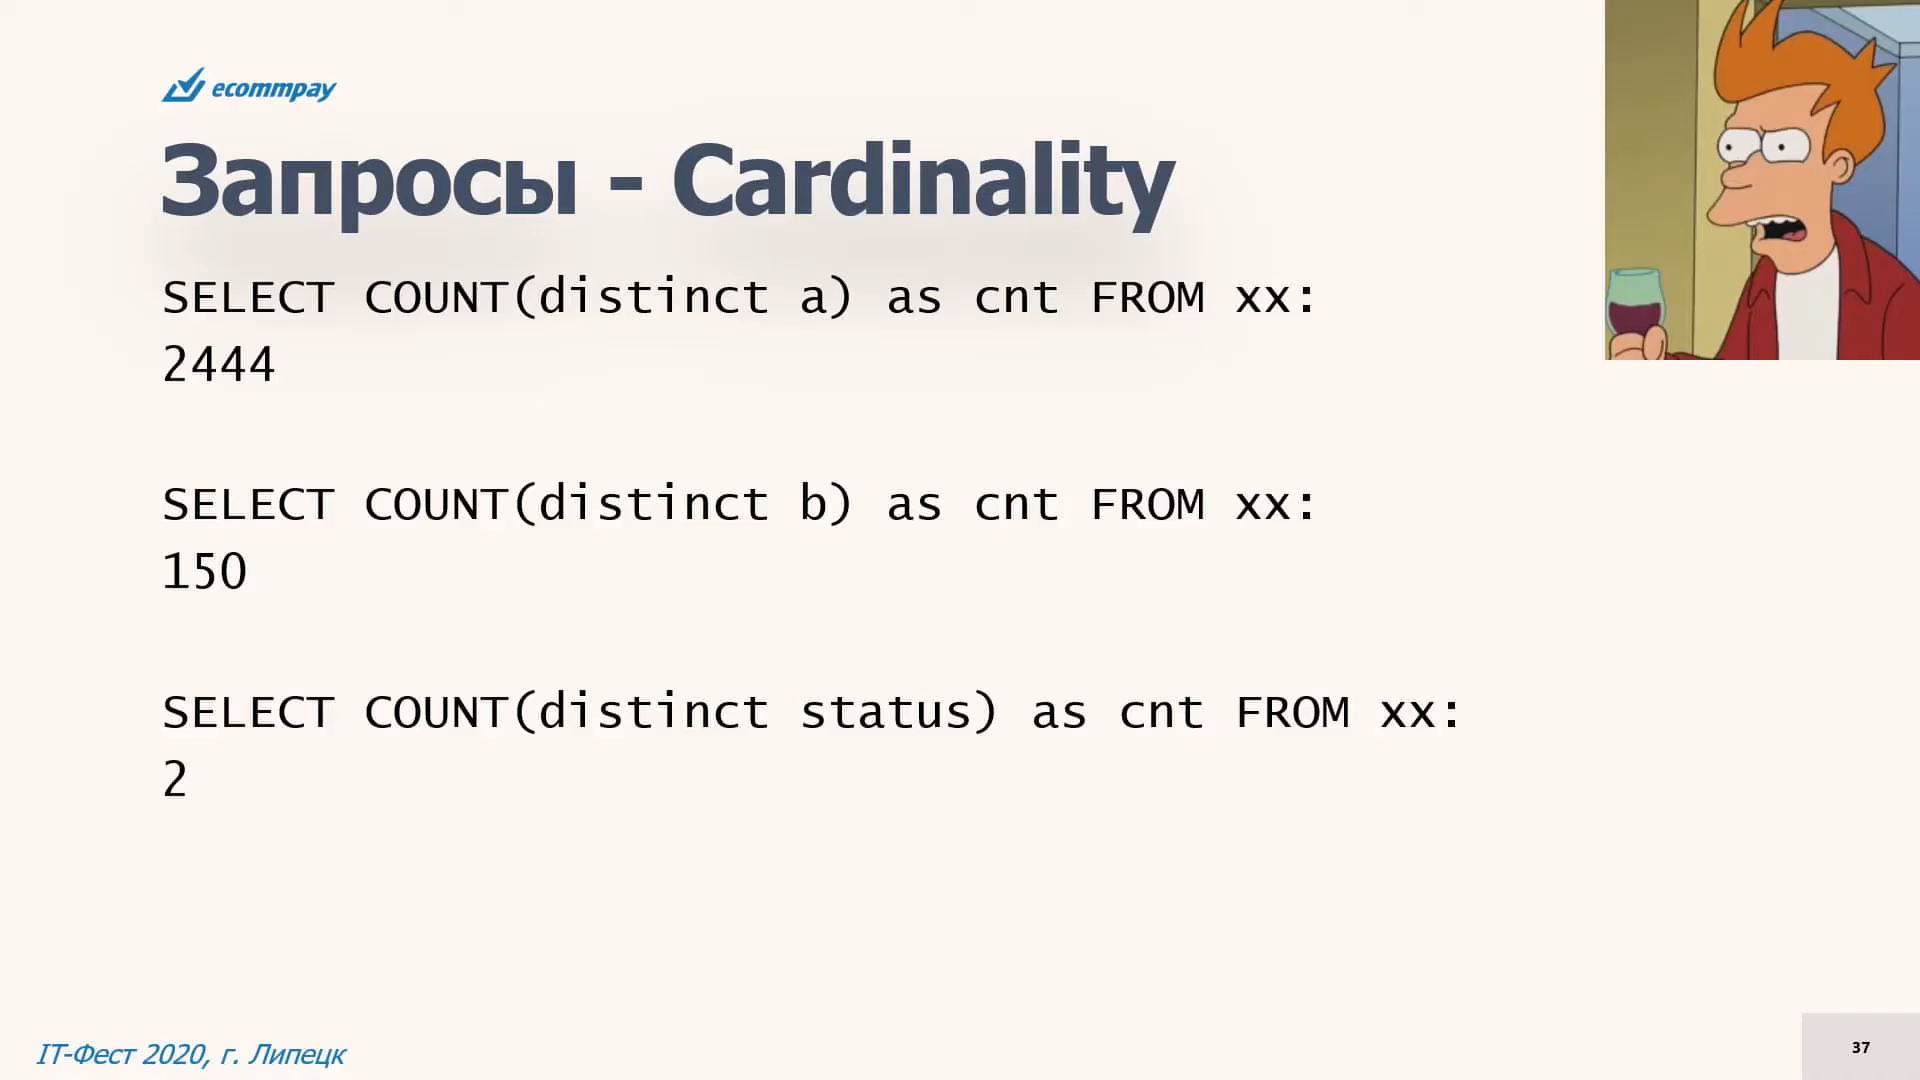 ecommpay
Запросы - Cardinality
SELECT COUNT(distinct a) as cnt FROM xx:
2444
SELECT COUNT(distinct b) as cnt FROM xx:
150
SELECT COUNT(distinct status) as cnt FROM xx:
2
IT-Фест 2020, г. Липецк
37